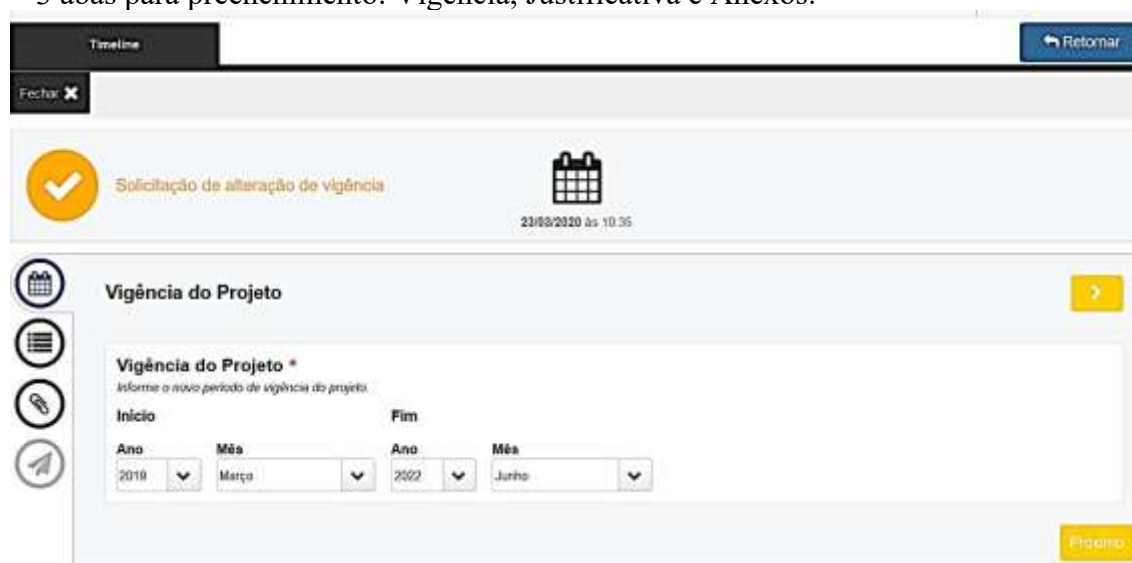 3 abas para preenchimento: Vigência, Justificativa e Anexos.
Timeline
Retornar
Fechar
Solicitação de alteração de vigência
23/03/2020 às 10:35
Vigência do Projeto
Vigência do Projeto *
Informe o novo período de vigência do projeto.
Início Fim
Ano Mês Ano Mês
2019 Março 2022 Junho
Próximo